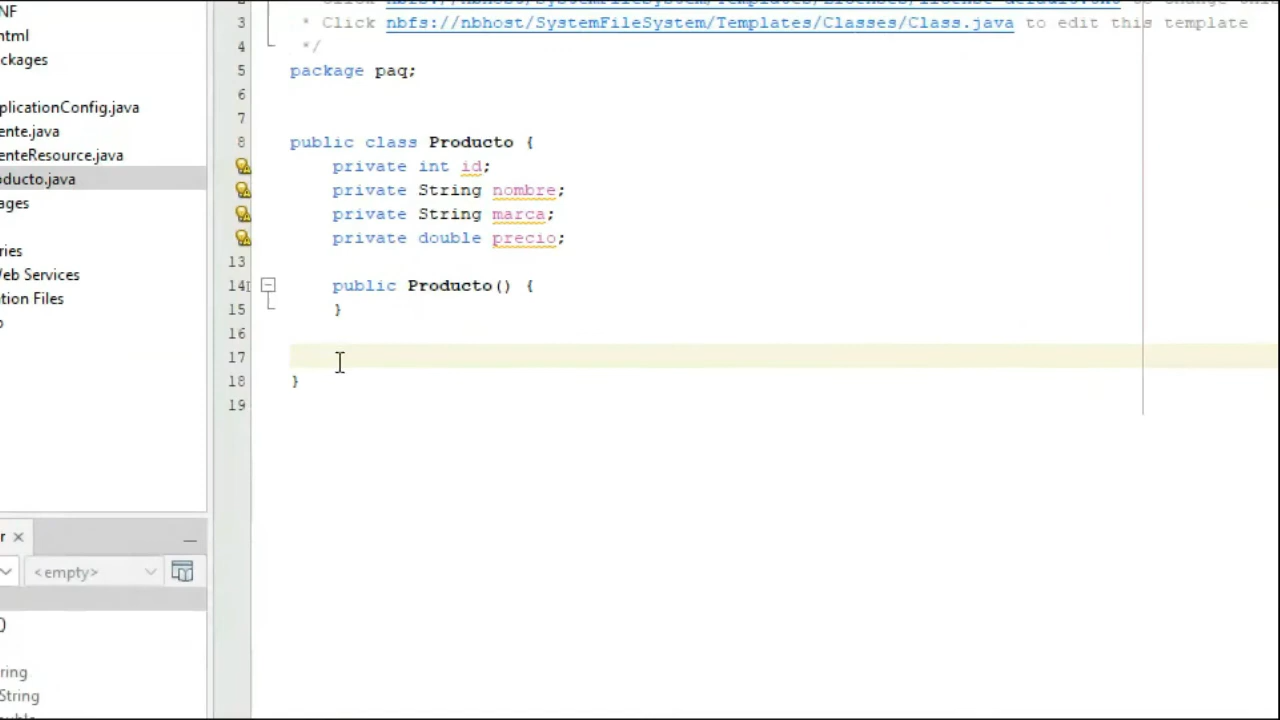 NF
html
ckages
plicationConfig.java
ente.java
enteResource.java
oducto.java
ages
ries
eb Services
tion Files
r
<empty>
ring
String
2
3 * Click nbfs://nbhost/SystemFileSystem/Templates/Classes/Class.java to edit this template
4 */
5 package paq;
6
7
8 public class Producto {
private int id;
private String nombre;
private String marca;
private double precio;
13
14 public Producto() {
15 }
16
17
18 }
19